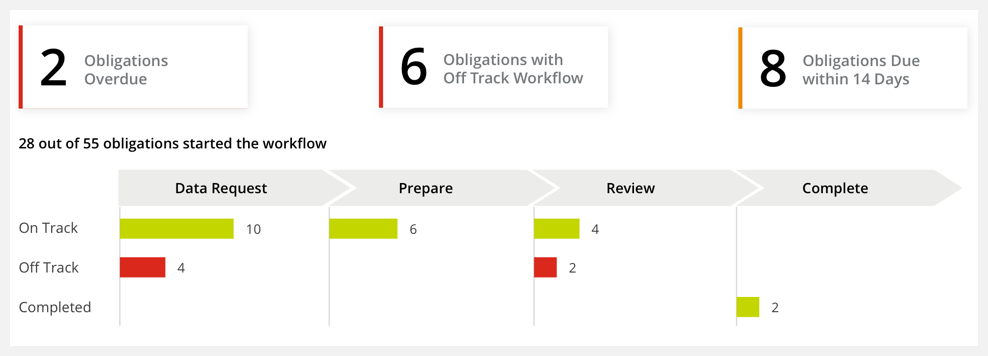 2
Obligations
Overdue
6
Obligations with
Off Track Workflow
8
Obligations Due
within 14 Days
28 out of 55 obligations started the workflow
Data Request
Prepare
Review
Complete
On Track
10
6
4
Off Track
4
2
Completed
2